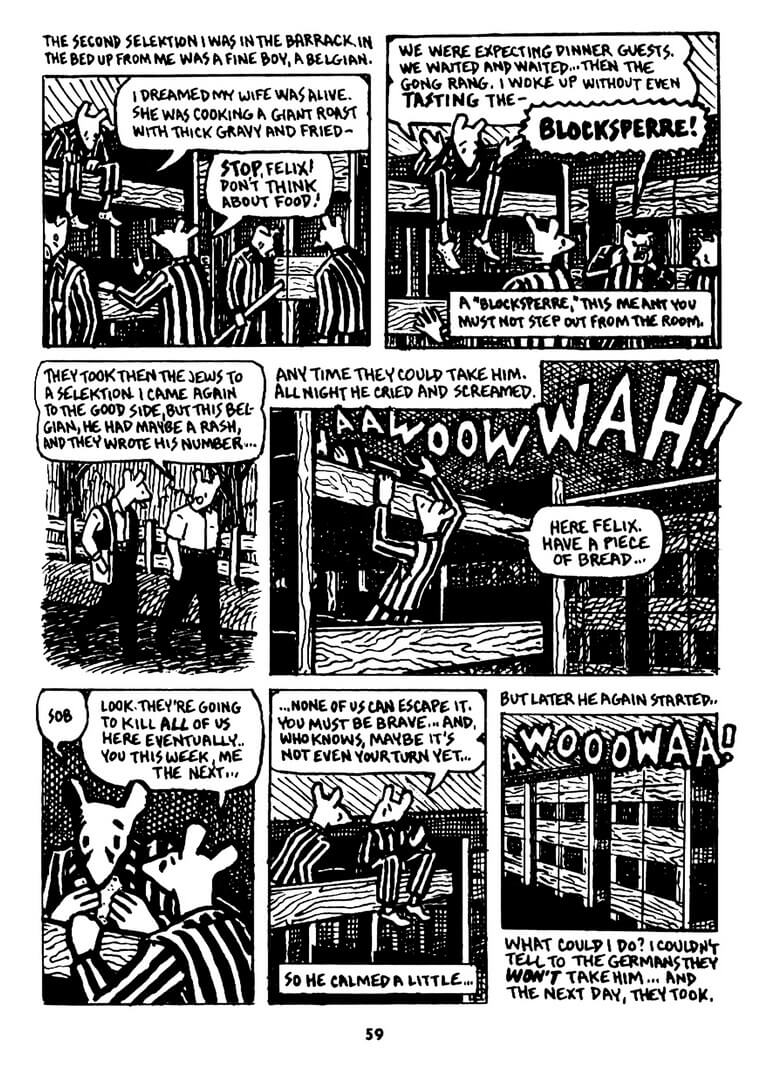 THE SECOND SELEKTION I WAS IN THE BARRACK. IN
THE BED UP FROM ME WAS A FINE BOY, A BELGIAN.
I DREAMED MY WIFE WAS ALIVE.
SHE WAS COOKING A GIANT ROAST
WITH THICK GRAVY AND FRIED-
STOP, FELIX!
DON'T THINK
ABOUT FOOD!
WE WERE EXPECTING DINNER GUESTS.
WE WAITED AND WAITED... THEN THE
GONG RANG. I WOKE UP WITHOUT EVEN
TASTING THE-
BLOCKSPERRE!
A "BLOCKSPERRE," THIS MEANT YOU
MUST NOT STEP OUT FROM THE ROOM.
THEY TOOK THEN THE JEWS TO
A SELEKTION. I CAME AGAIN
TO THE GOOD SIDE, BUT THIS BEL-
GIAN, HE HAD MAYBE A RASH,
AND THEY WROTE HIS NUMBER...
ANY TIME THEY COULD TAKE HIM.
ALL NIGHT HE CRIED AND SCREAMED.
AAAWOOWWAH!
HERE FELIX.
HAVE A PIECE
OF BREAD...
SOB
LOOK. THEY'RE GOING
TO KILL ALL OF US
HERE EVENTUALLY..
YOU THIS WEEK, ME
THE NEXT...
...NONE OF US CAN ESCAPE IT.
YOU MUST BE BRAVE... AND,
WHO KNOWS, MAYBE IT'S
NOT EVEN YOUR TURN YET...
SO HE CALMED A LITTLE...
BUT LATER HE AGAIN STARTED..
AWOOOWAA!
WHAT COULD I DO? I COULDN'T
TELL TO THE GERMANS THEY
WON'T TAKE HIM... AND
THE NEXT DAY, THEY TOOK.
59